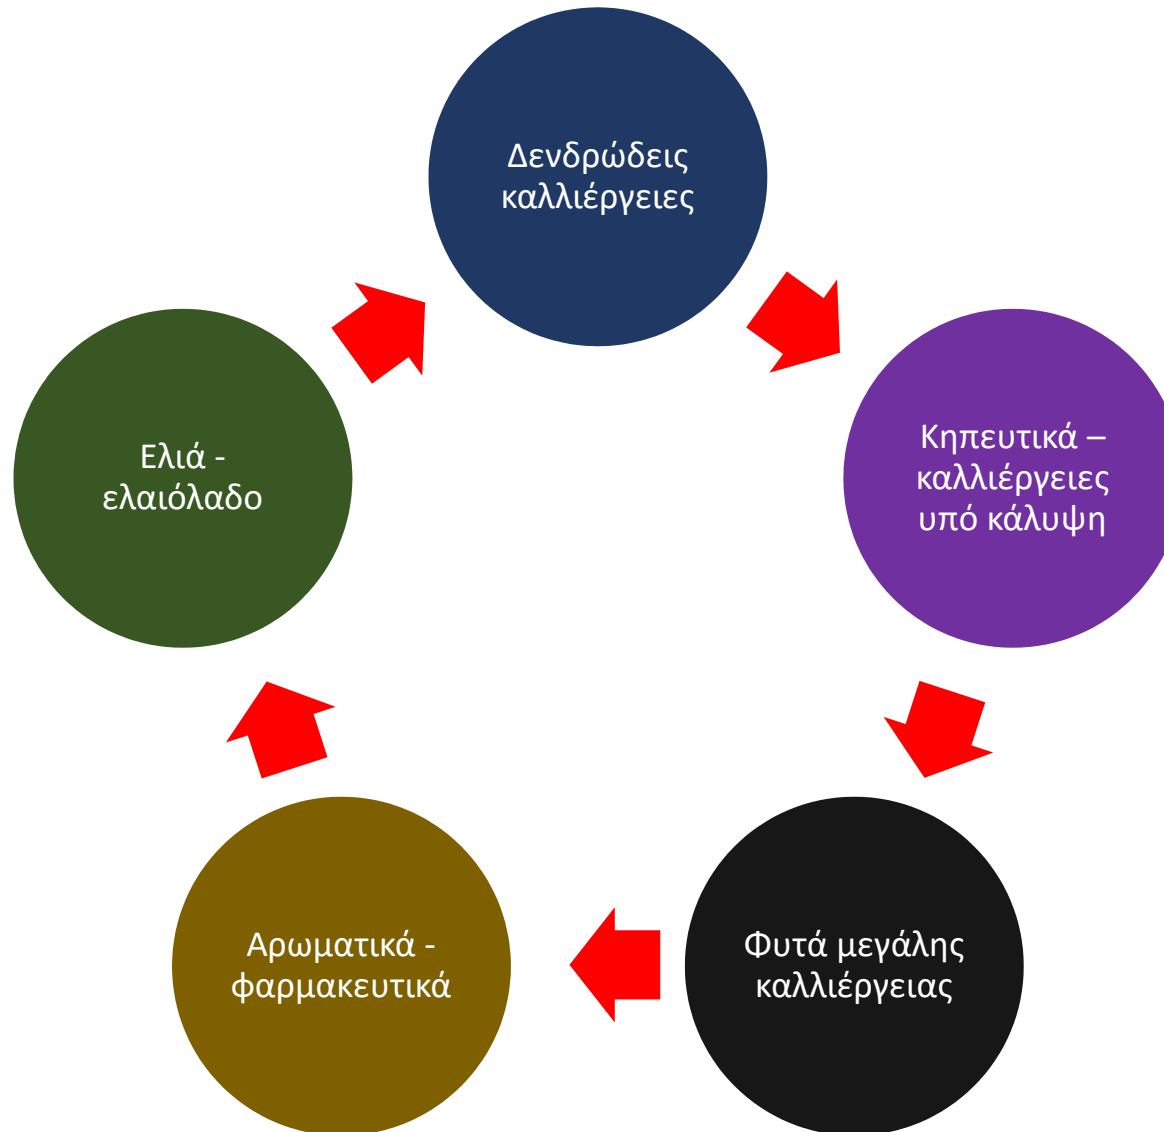 Δενδρώδεις
καλλιέργειες
Κηπευτικά –
καλλιέργειες
υπό κάλυψη
Φυτά μεγάλης
καλλιέργειας
Αρωματικά -
φαρμακευτικά
Ελιά -
ελαιόλαδο